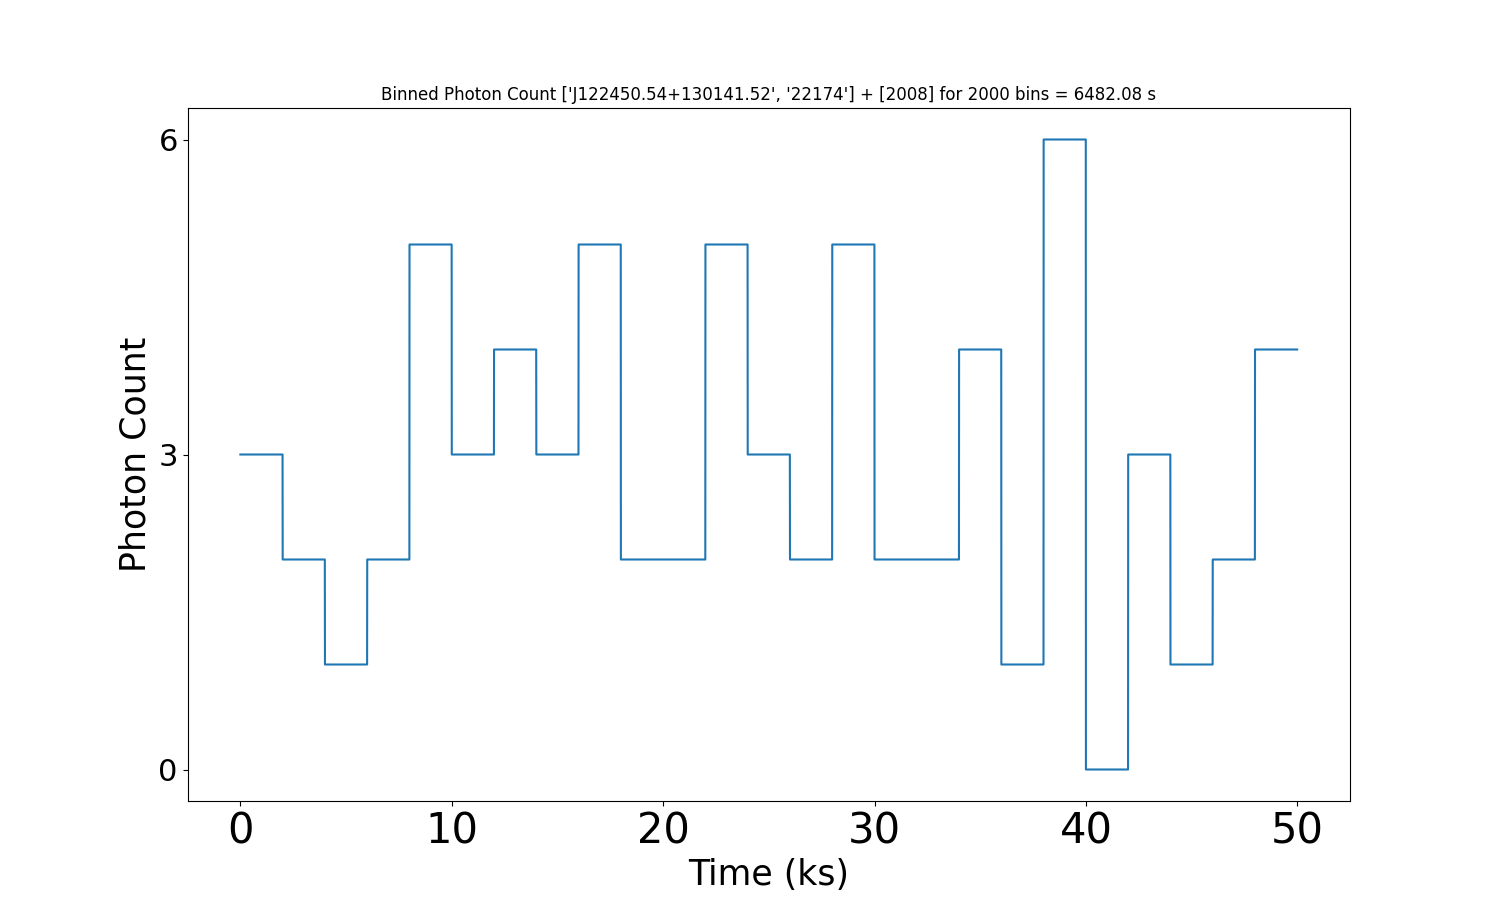 Binned Photon Count ['J122450.54+130141.52', '22174'] + [2008] for 2000 bins = 6482.08 s
6
3
0
Photon Count
0 10 20 30 40 50
Time (ks)